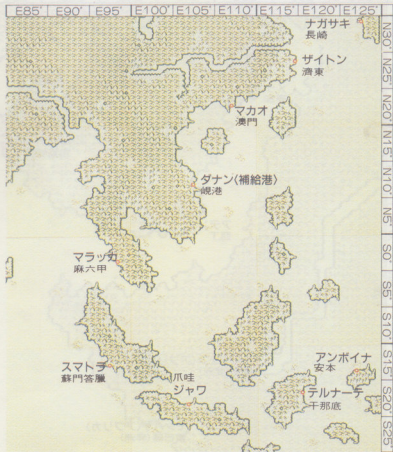 E85° E90° E95° E100° E105° E110° E115° E120° E125°
N30° N25° N20° N15° N10° N5° S0° S5° S10° S15° S20° S25°
ナガサキ
長崎
ザイトン
濟東
マカオ
澳門
ダナン〈補給港〉
峴港
マラッカ
麻六甲
スマトラ
蘇門答臘
爪哇
ジャワ
アンボイナ
安本
テルナーテ
干那底